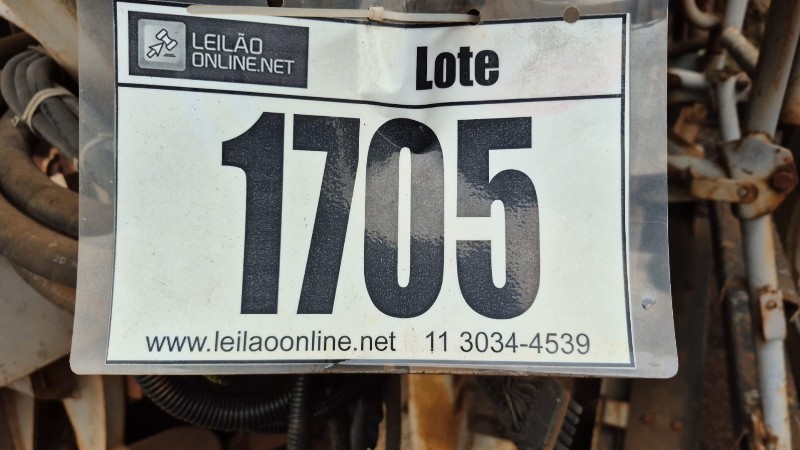 LEILÃO
ONLINE.NET
Lote
1705
www.leilaoonline.net 11 3034-4539